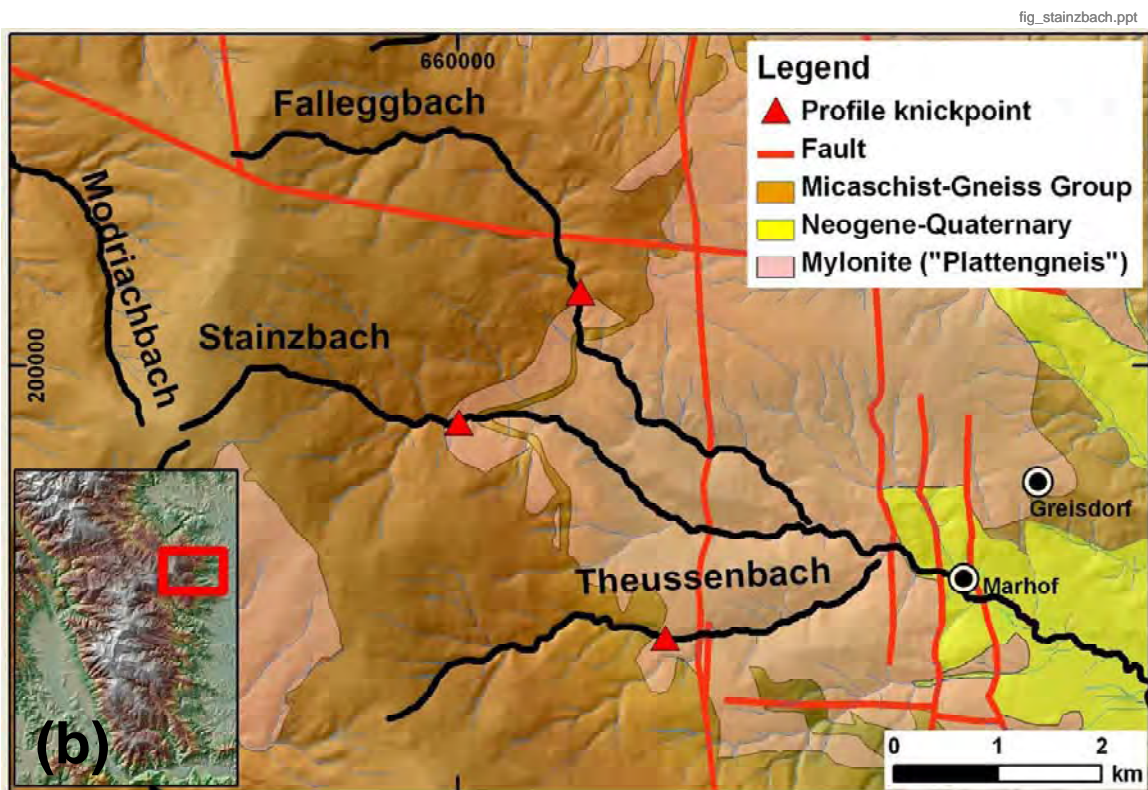 fig_stainzbach.ppt
660000
Legend
Profile knickpoint
Fault
Micaschist-Gneiss Group
Neogene-Quaternary
Mylonite ("Plattengneis")
Falleggbach
Modriachbach
Stainzbach
200000
Greisdorf
Theussenbach
Marhof
(b)
0 1 2
km